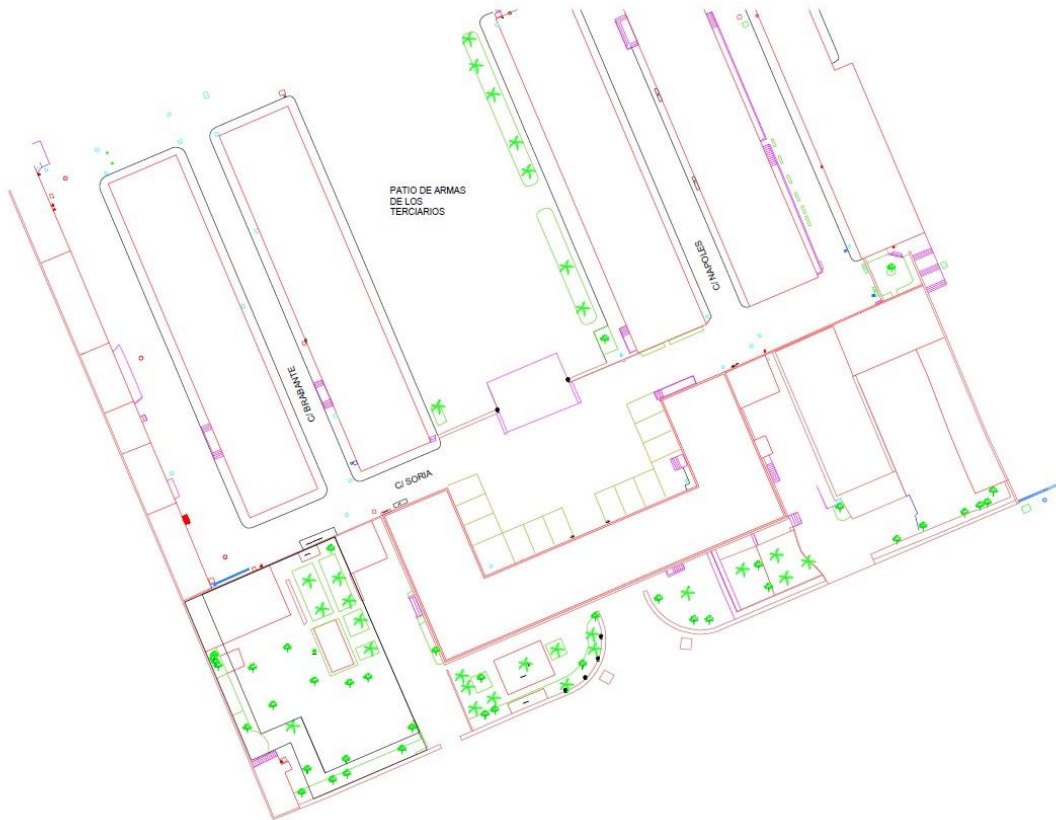 PATIO DE ARMAS
DE LOS
TERCIARIOS
C/ NAPOLES
C/ BRABANTE
C/ SORIA